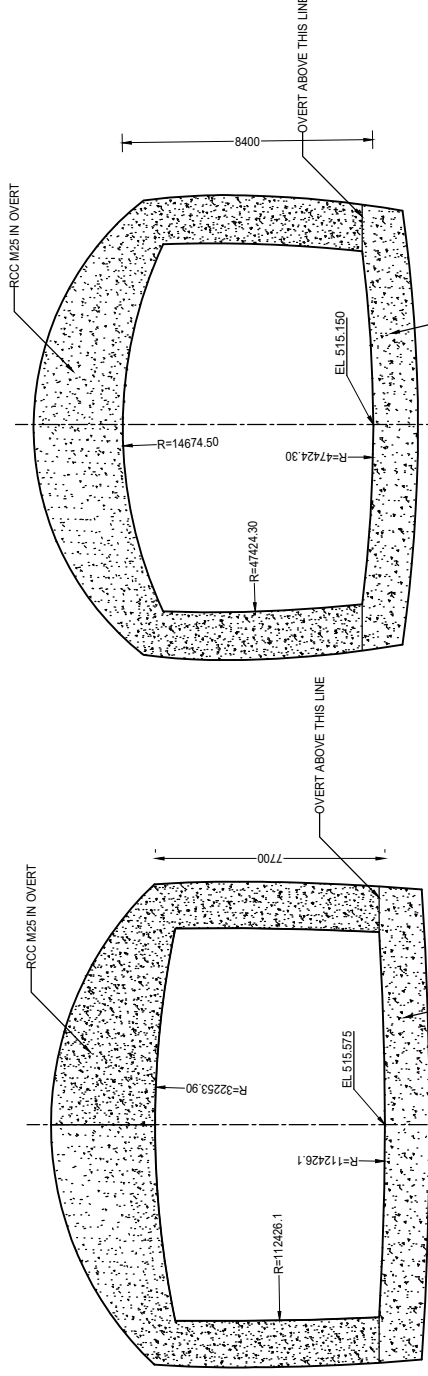 RCC M25 IN OVERT
8400
OVERT ABOVE THIS LINE
R=14674.50
EL 515.150
R=47424.30
R=47424.30
RCC M25 IN OVERT
7700
OVERT ABOVE THIS LINE
R=32253.90
EL 515.575
R=112426.1
R=112426.1